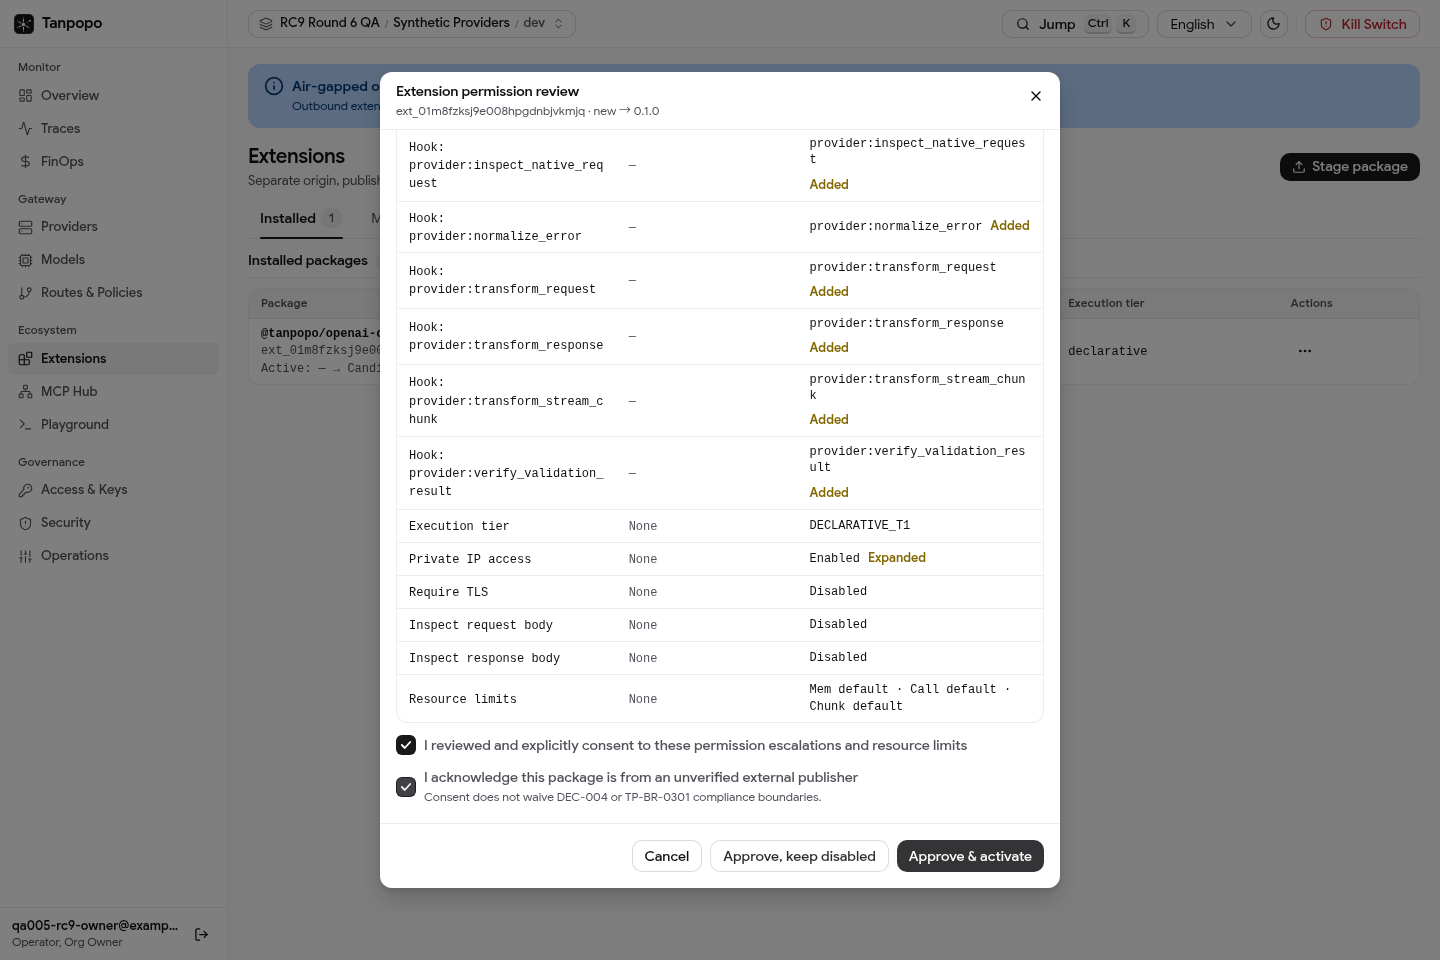 Tanpopo
RC9 Round 6 QA / Synthetic Providers / dev
Jump Ctrl K
English
Kill Switch
Monitor
Overview
Traces
FinOps
Gateway
Providers
Models
Routes & Policies
Ecosystem
Extensions
MCP Hub
Playground
Governance
Access & Keys
Security
Operations
qa005-rc9-owner@examp...
Operator, Org Owner
Air-gapped
Outbound
Extensions
Separate origin,
Stage package
Installed 1
Installed packages
Package
Execution tier
Actions
@tanpopo/openai-
ext_01m8fzksj9e00
Active: — →
declarative
Extension permission review
ext_01m8fzksj9e008hpgdnbjvkmjq · new → 0.1.0
Hook:
provider:inspect_native_req
uest
—
provider:inspect_native_reques
t
Added
Hook:
provider:normalize_error
—
provider:normalize_error Added
Hook:
provider:transform_request
—
provider:transform_request
Added
Hook:
provider:transform_response
—
provider:transform_response
Added
Hook:
provider:transform_stream_c
hunk
—
provider:transform_stream_chun
k
Added
Hook:
provider:verify_validation_
result
—
provider:verify_validation_res
ult
Added
Execution tier None DECLARATIVE_T1
Private IP access None Enabled Expanded
Require TLS None Disabled
Inspect request body None Disabled
Inspect response body None Disabled
Resource limits None Mem default · Call default ·
Chunk default
I reviewed and explicitly consent to these permission escalations and resource limits
I acknowledge this package is from an unverified external publisher
Consent does not waive DEC-004 or TP-BR-0301 compliance boundaries.
Cancel
Approve, keep disabled
Approve & activate